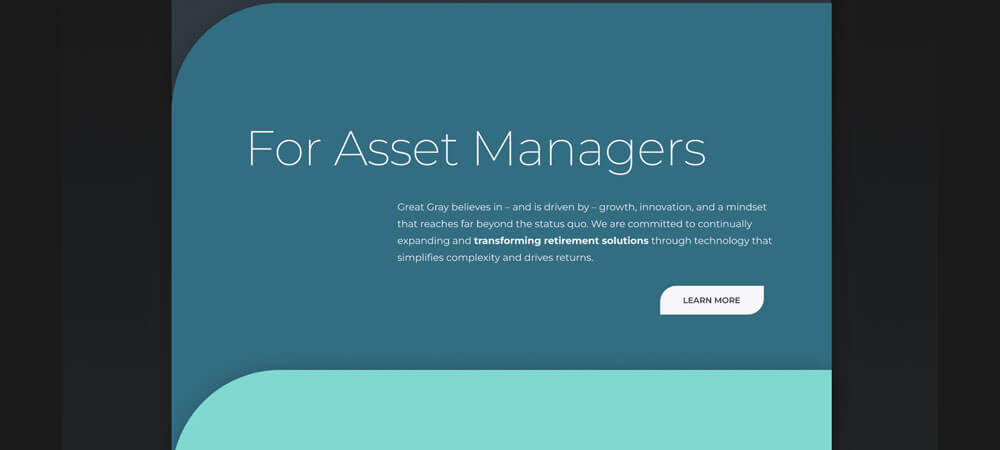 For Asset Managers
Great Gray believes in – and is driven by – growth, innovation, and a mindset
that reaches far beyond the status quo. We are committed to continually
expanding and transforming retirement solutions through technology that
simplifies complexity and drives returns.
LEARN MORE